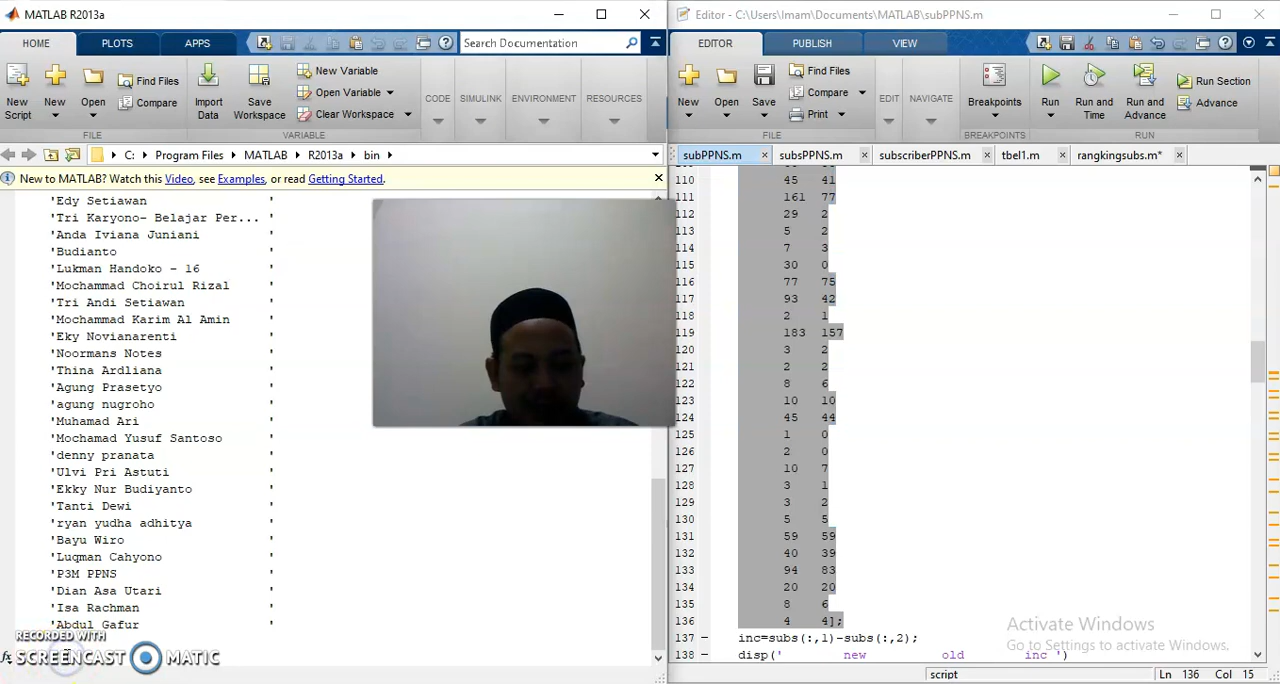 MATLAB R2013a
HOME PLOTS APPS Search Documentation
New Script New Open Find Files Compare Import Data Save Workspace New Variable Open Variable Clear Workspace CODE SIMULINK ENVIRONMENT RESOURCES
FILE VARIABLE
C: Program Files MATLAB R2013a bin
New to MATLAB? Watch this Video, see Examples, or read Getting Started.
'Edy Setiawan '
'Tri Karyono- Belajar Per... '
'Anda Iviana Juniani '
'Budianto '
'Lukman Handoko - 16 '
'Mochammad Choirul Rizal '
'Tri Andi Setiawan '
'Mochammad Karim Al Amin '
'Eky Novianarenti '
'Noormans Notes '
'Thina Ardliana '
'Agung Prasetyo '
'agung nugroho '
'Muhamad Ari '
'Mochamad Yusuf Santoso '
'denny pranata '
'Ulvi Pri Astuti '
'Ekky Nur Budiyanto '
'Tanti Dewi '
'ryan yudha adhitya '
'Bayu Wiro '
'Luqman Cahyono '
'P3M PPNS '
'Dian Asa Utari '
'Isa Rachman '
'Abdul Gafur '
RECORDED WITH
fx SCREENCAST MATIC
Editor - C:\Users\Imam\Documents\MATLAB\subPPNS.m
EDITOR PUBLISH VIEW
New Open Save Find Files Compare Print EDIT NAVIGATE Breakpoints Run Run and Time Run and Advance Run Section Advance
FILE BREAKPOINTS RUN
subPPNS.m subsPPNS.m subscriberPPNS.m tbel1.m rangkingsubs.m*
110 45 41
111 161 77
112 29 2
113 5 2
114 7 3
115 30 0
116 77 75
117 93 42
118 2 1
119 183 157
120 3 2
121 2 2
122 8 6
123 10 10
124 45 44
125 1 0
126 2 0
127 10 7
128 3 1
129 3 2
130 5 5
131 59 59
132 40 39
133 94 83
134 20 20
135 8 6
136 4 4];
137 – inc=subs(:,1)-subs(:,2);
138 – disp(' new old inc ')
Activate Windows
Go to Settings to activate Windows.
script Ln 136 Col 15